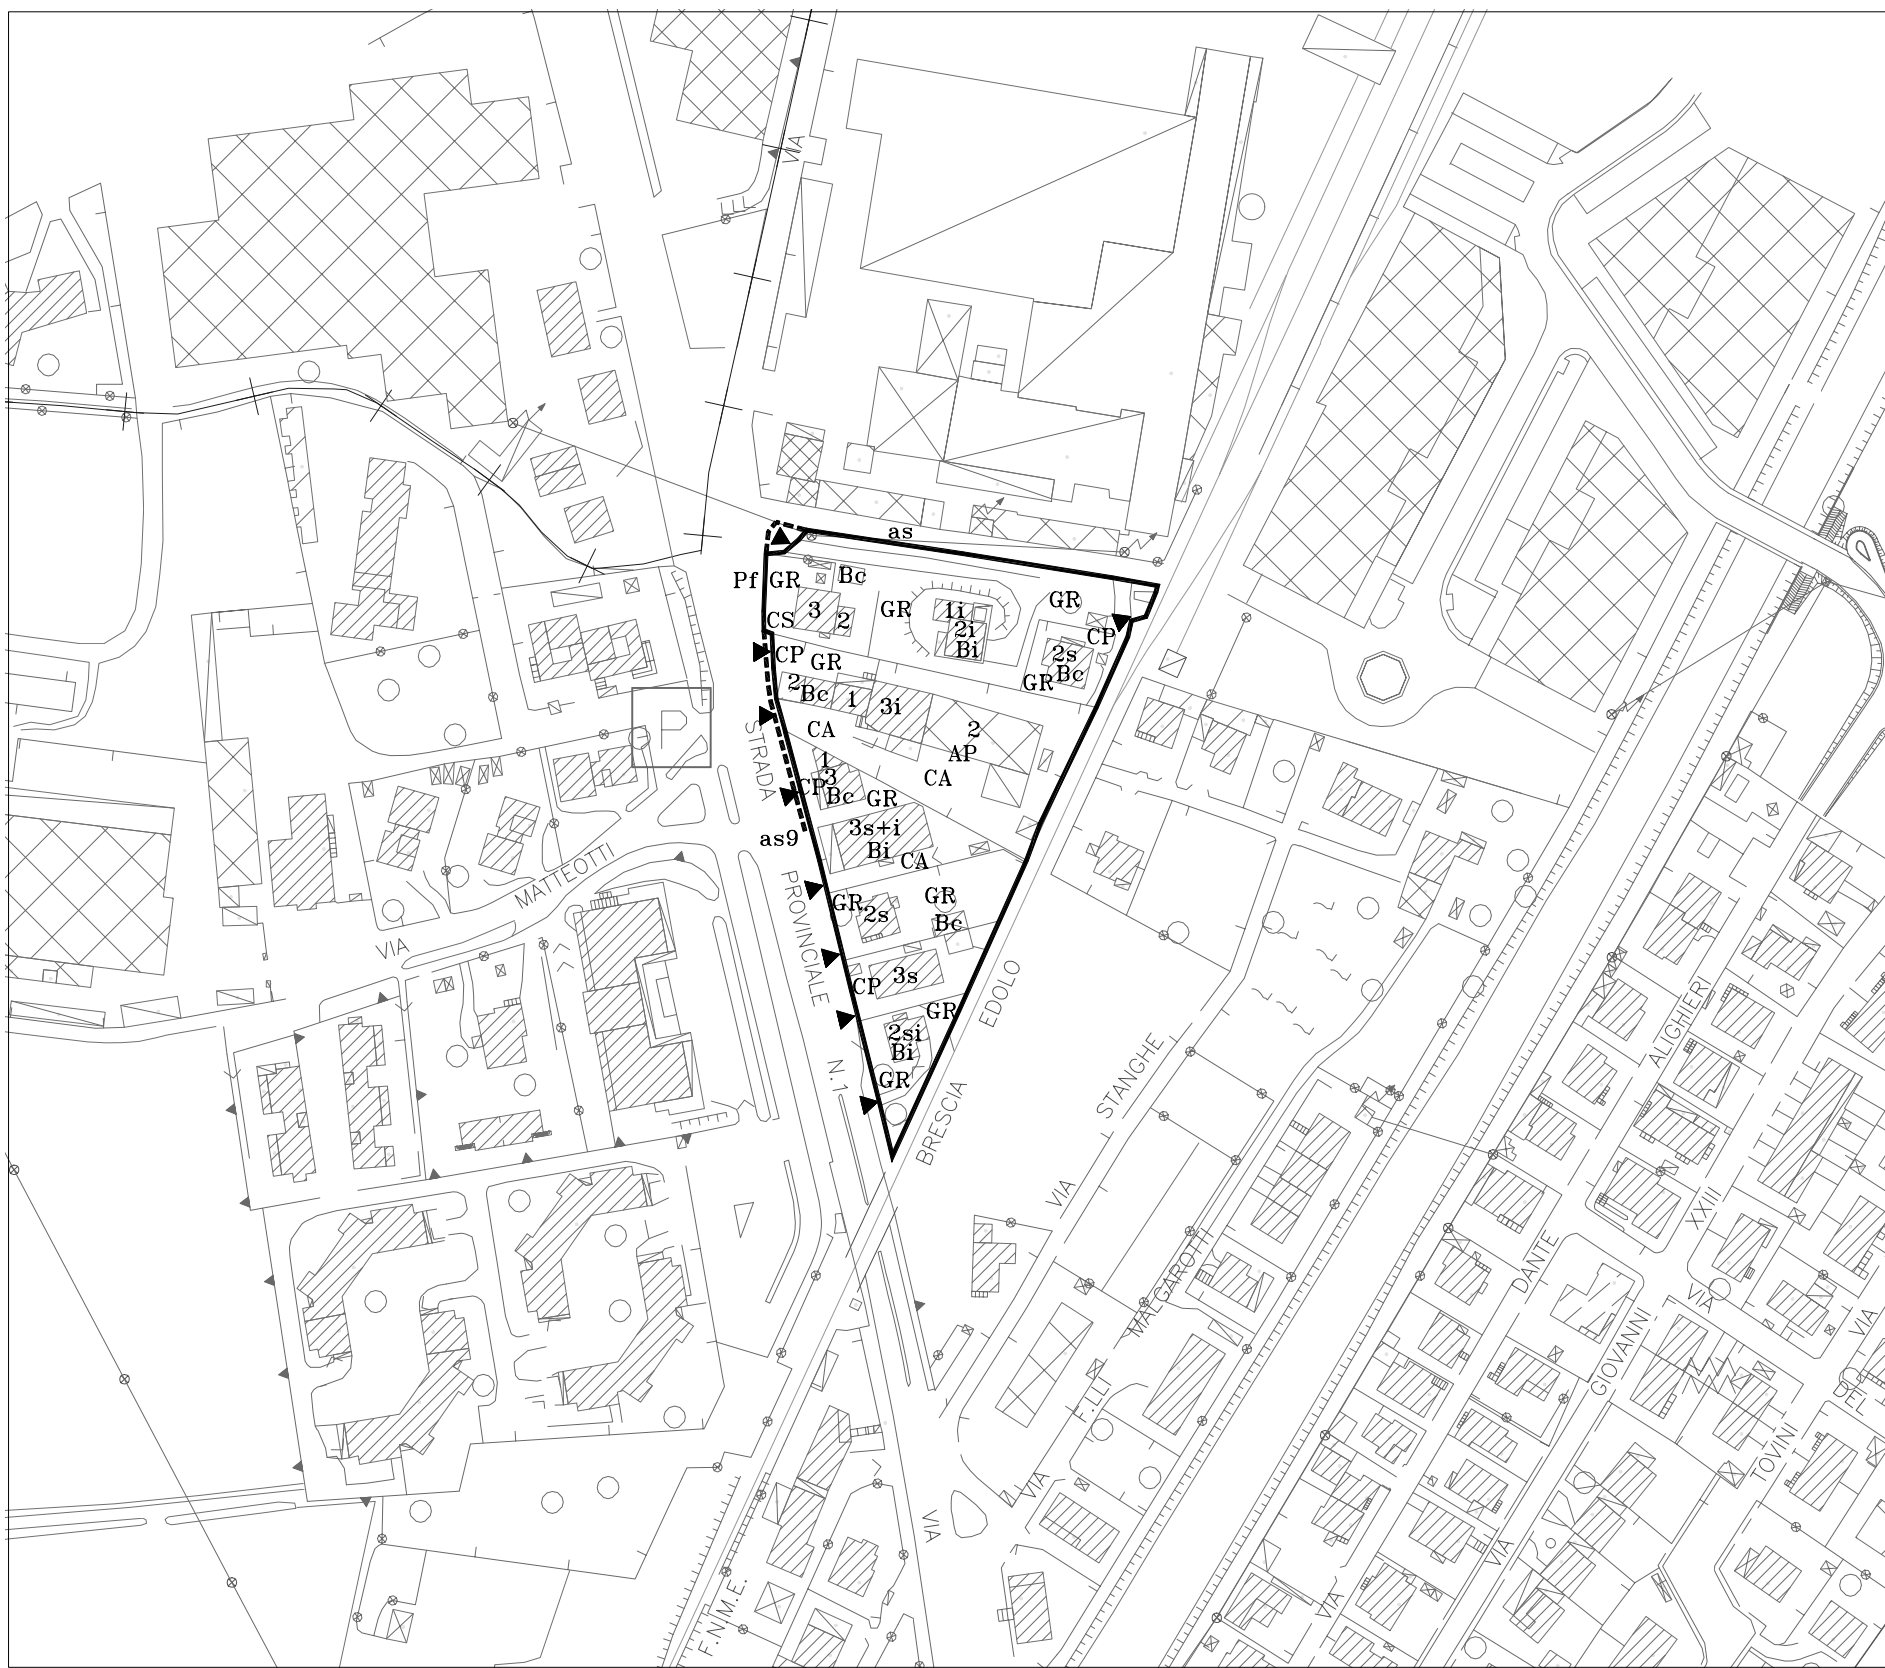 VIA
as
Pf
GR
Bc
CS
3
2
GR
1i
2i
Bi
GR
CP
2s
Bc
GR
CP
GR
2
Bc
1
3i
CA
2
AP
CA
1
3
CP
Bc
GR
3s+i
Bi
CA
as9
GR
2s
GR
Bc
3s
CP
GR
2si
Bi
GR
P
STRADA
PROVINCIALE
N.1
VIA
MATTEOTTI
BRESCIA
EDOLO
VIA
STANGHE
VIA
F.LLI
MALGAROTTI
VIA
DANTE
ALIGHIERI
VIA
GIOVANNI
XXIII
VIA
TOVINI
VIA
DEL
VIA
F.N.M.E.